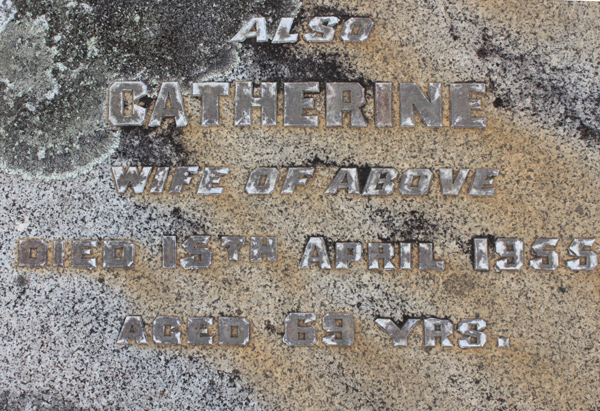 ALSO
CATHERINE
WIFE OF ABOVE
DIED 15TH APRIL 1955
AGED 69 YRS.